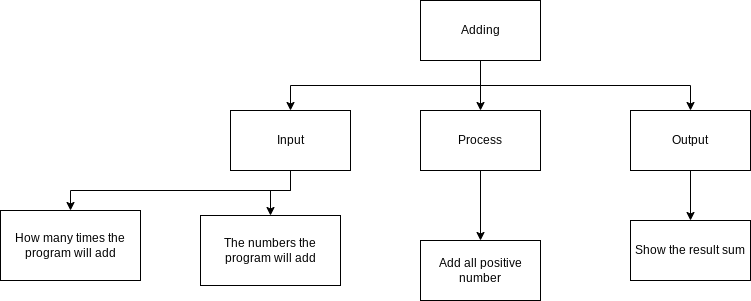 Adding
Input
Process
Output
How many times the
program will add
The numbers the
program will add
Add all positive
number
Show the result sum